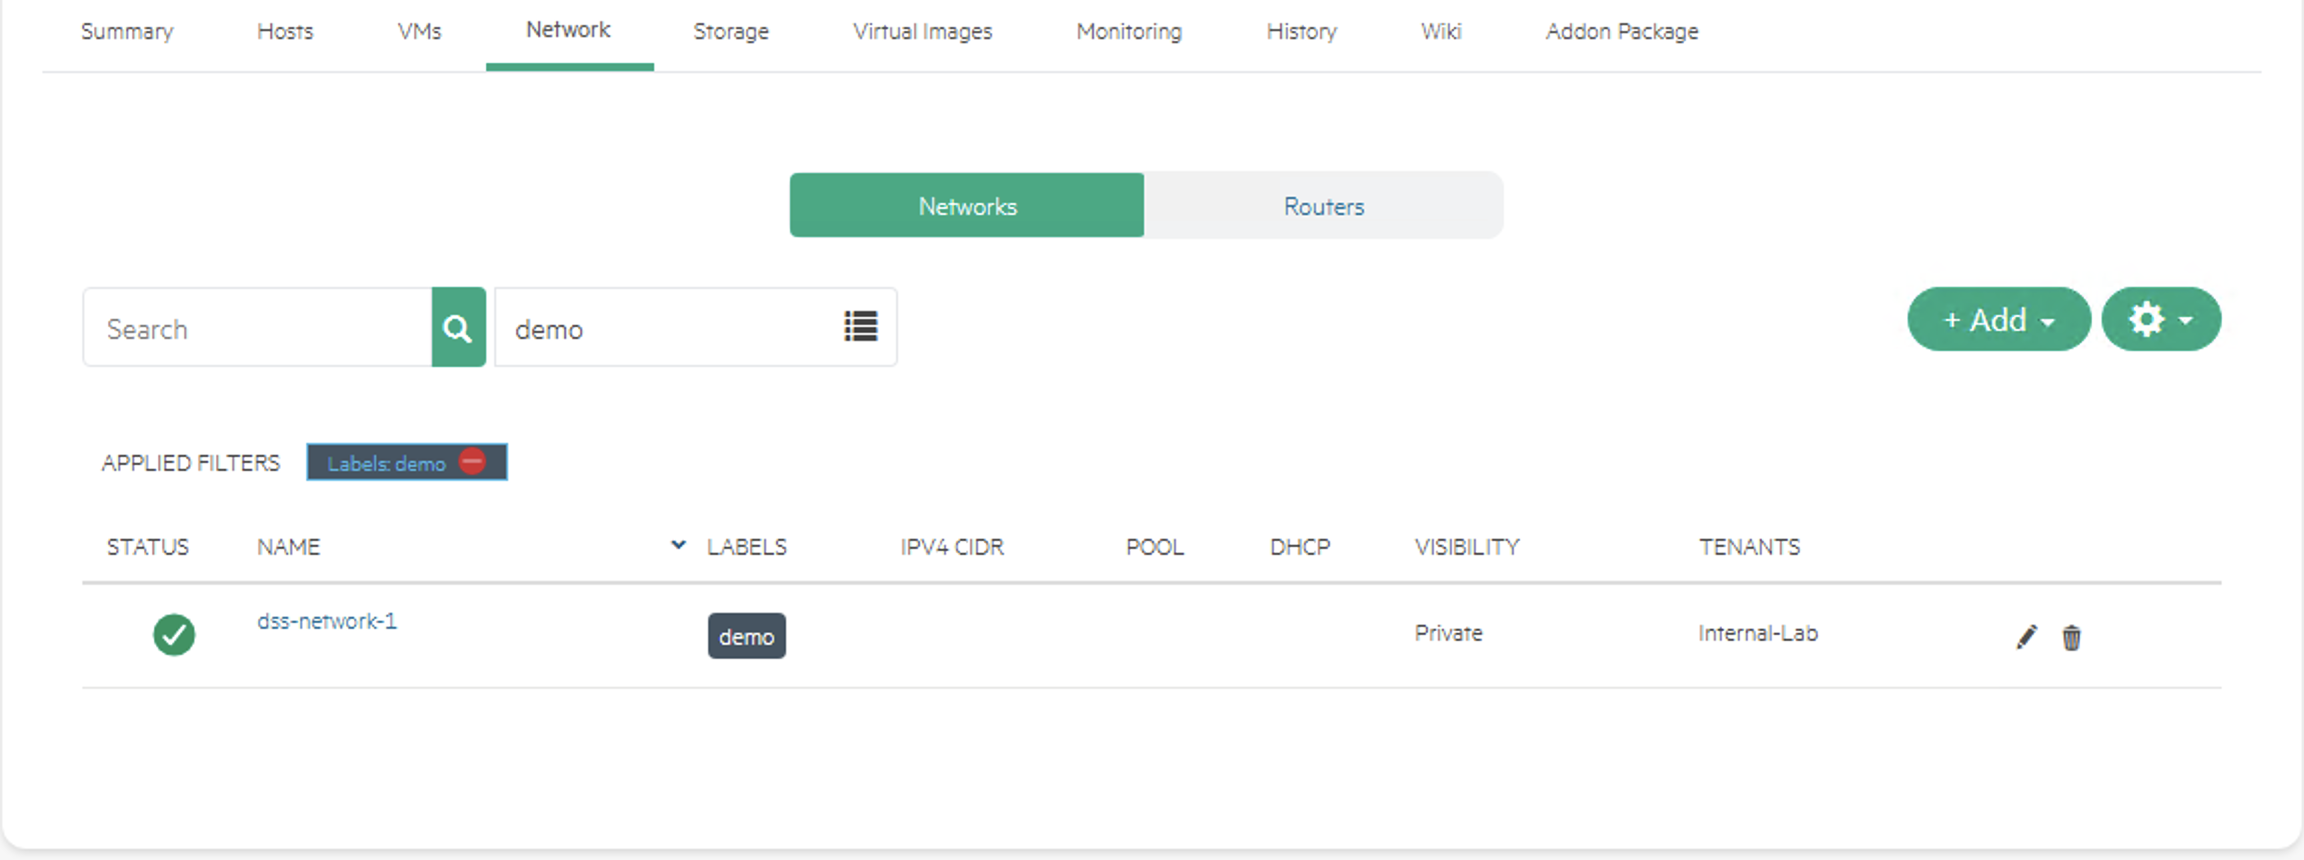 Summary Hosts VMs Network Storage Virtual Images Monitoring History Wiki Addon Package
Networks Routers
Search demo + Add
APPLIED FILTERS Labels: demo
STATUS NAME LABELS IPV4 CIDR POOL DHCP VISIBILITY TENANTS
dss-network-1 demo Private Internal-Lab